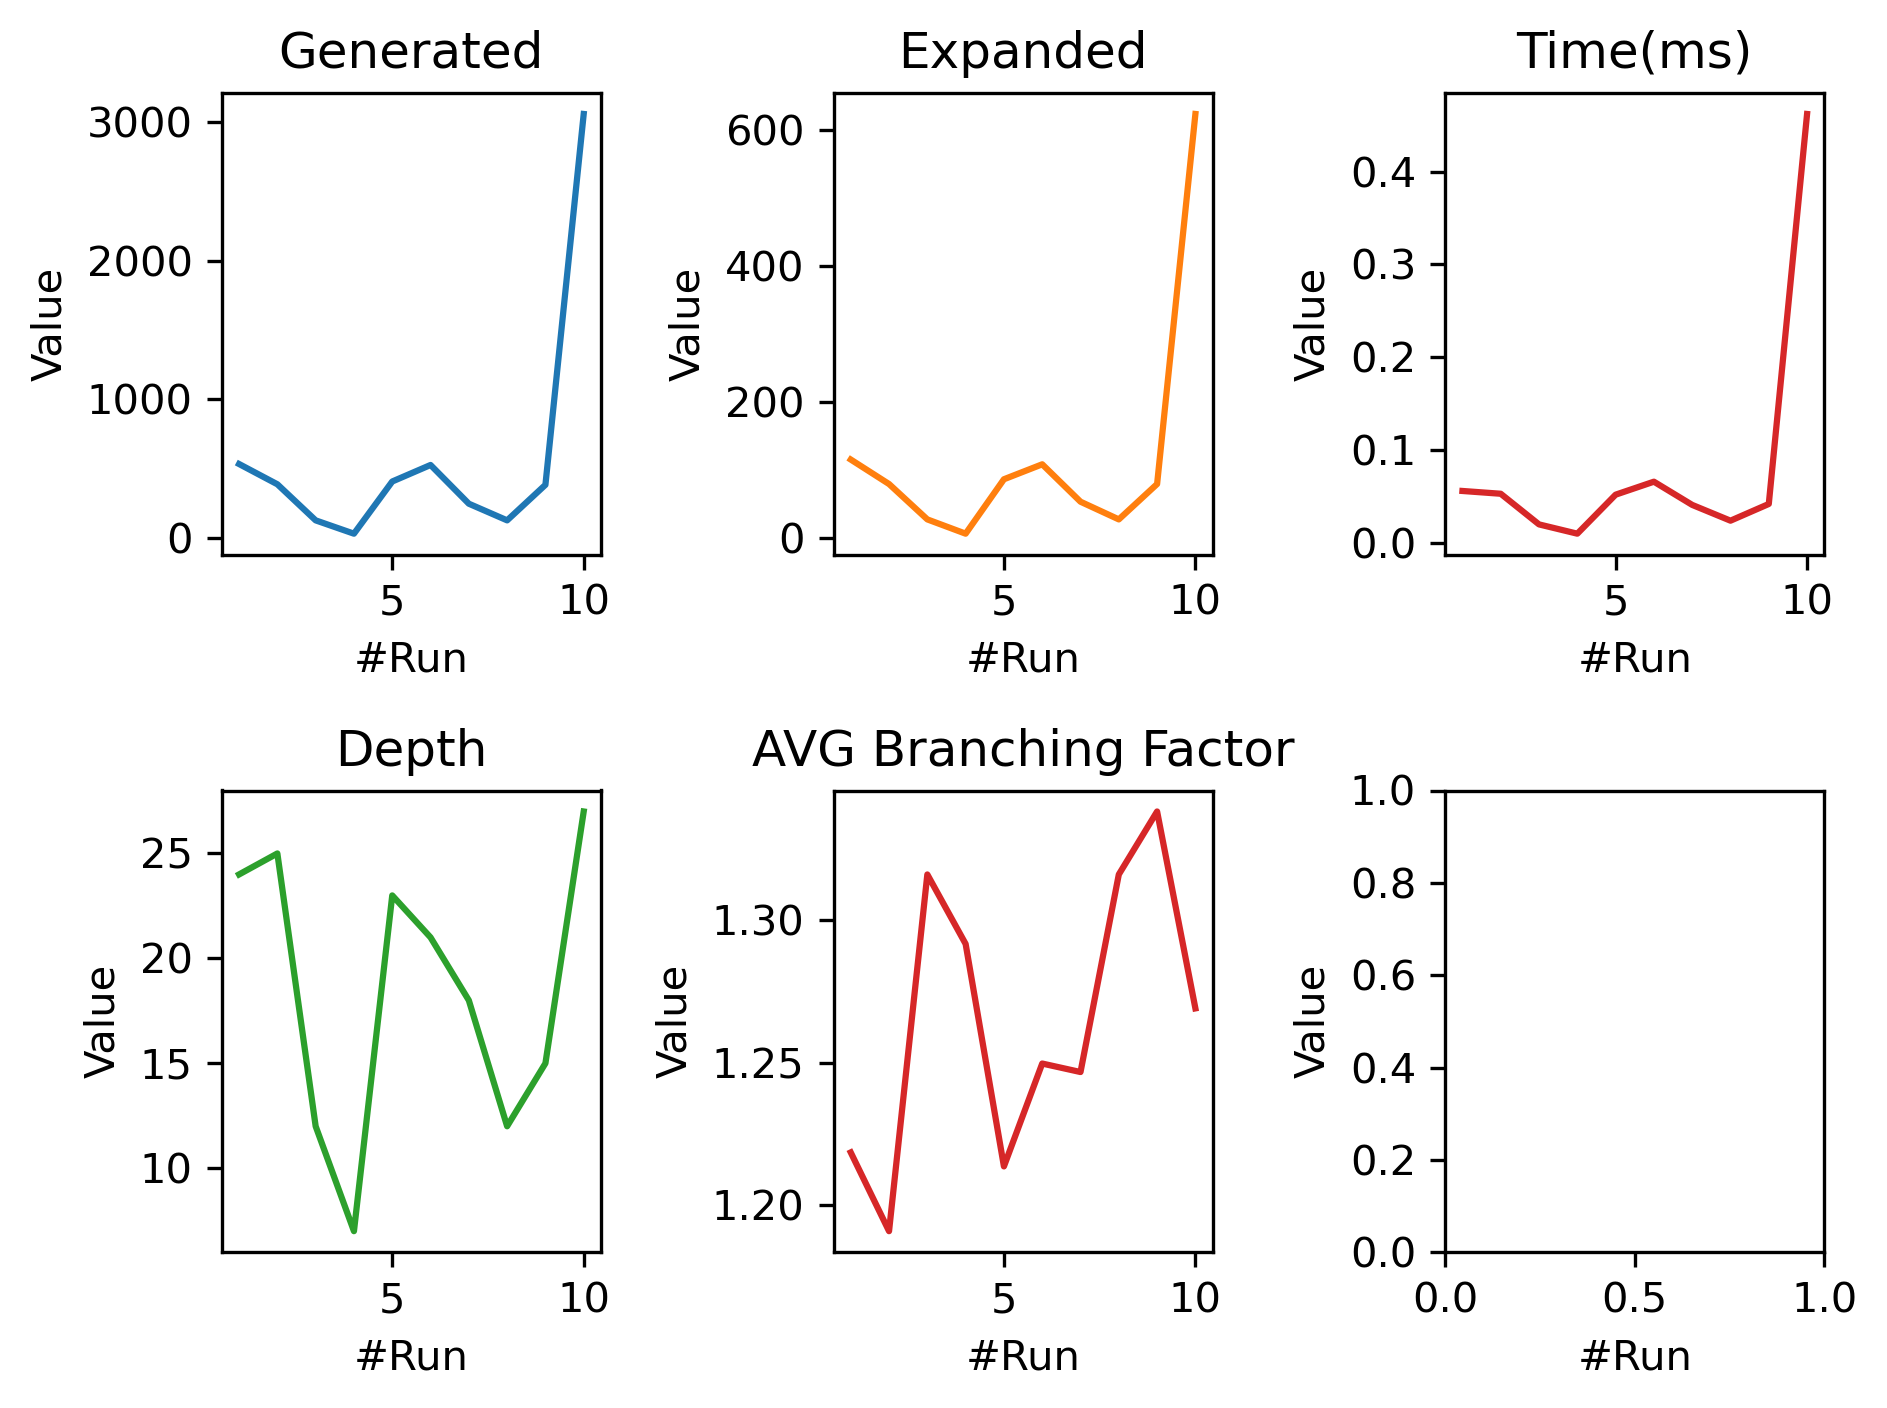 Generated
3000
2000
1000
0
Value
5 10
#Run
Expanded
600
400
200
0
Value
5 10
#Run
Time(ms)
0.4
0.3
0.2
0.1
0.0
Value
5 10
#Run
Depth
25
20
15
10
Value
5 10
#Run
AVG Branching Factor
1.30
1.25
1.20
Value
5 10
#Run
1.0
0.8
0.6
0.4
0.2
0.0
Value
0.0 0.5 1.0
#Run